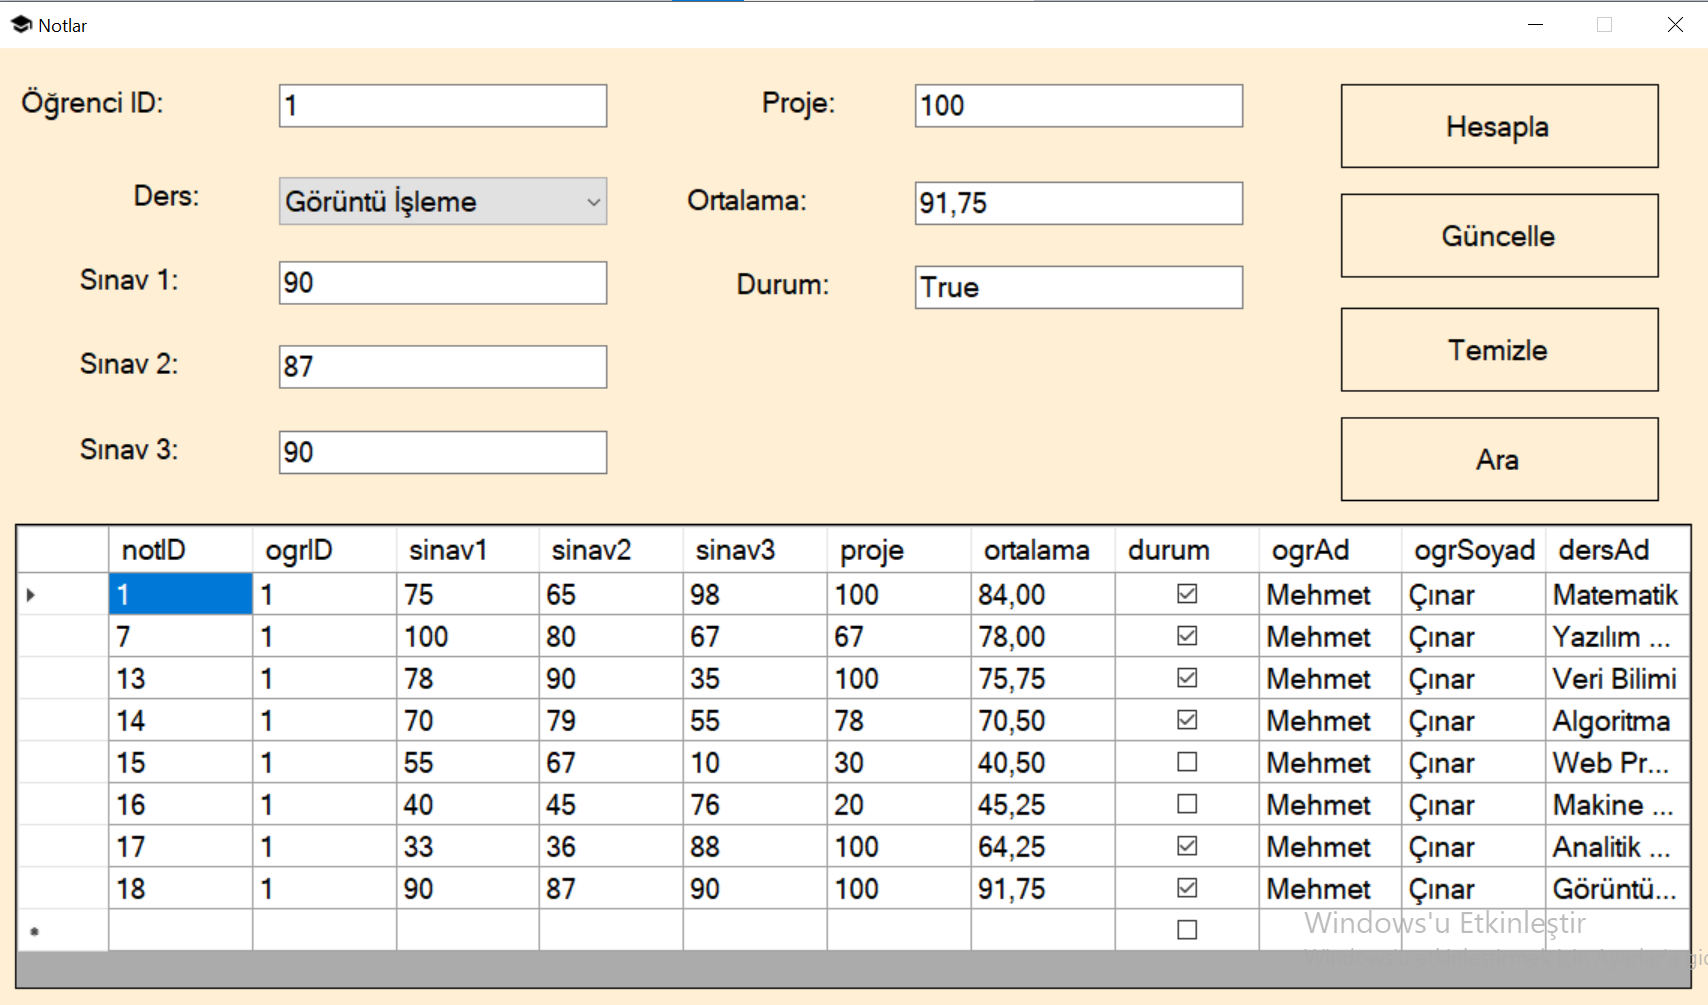 Notlar
Öğrenci ID: 1
Ders: Görüntü İşleme
Sınav 1: 90
Sınav 2: 87
Sınav 3: 90
Proje: 100
Ortalama: 91,75
Durum: True
Hesapla
Güncelle
Temizle
Ara
notID ogrID sinav1 sinav2 sinav3 proje ortalama durum ogrAd ogrSoyad dersAd
1 1 75 65 98 100 84,00 Mehmet Çınar Matematik
7 1 100 80 67 67 78,00 Mehmet Çınar Yazılım ...
13 1 78 90 35 100 75,75 Mehmet Çınar Veri Bilimi
14 1 70 79 55 78 70,50 Mehmet Çınar Algoritma
15 1 55 67 10 30 40,50 Mehmet Çınar Web Pr...
16 1 40 45 76 20 45,25 Mehmet Çınar Makine ...
17 1 33 36 88 100 64,25 Mehmet Çınar Analitik ...
18 1 90 87 90 100 91,75 Mehmet Çınar Görüntü...
Windows'u Etkinleştir